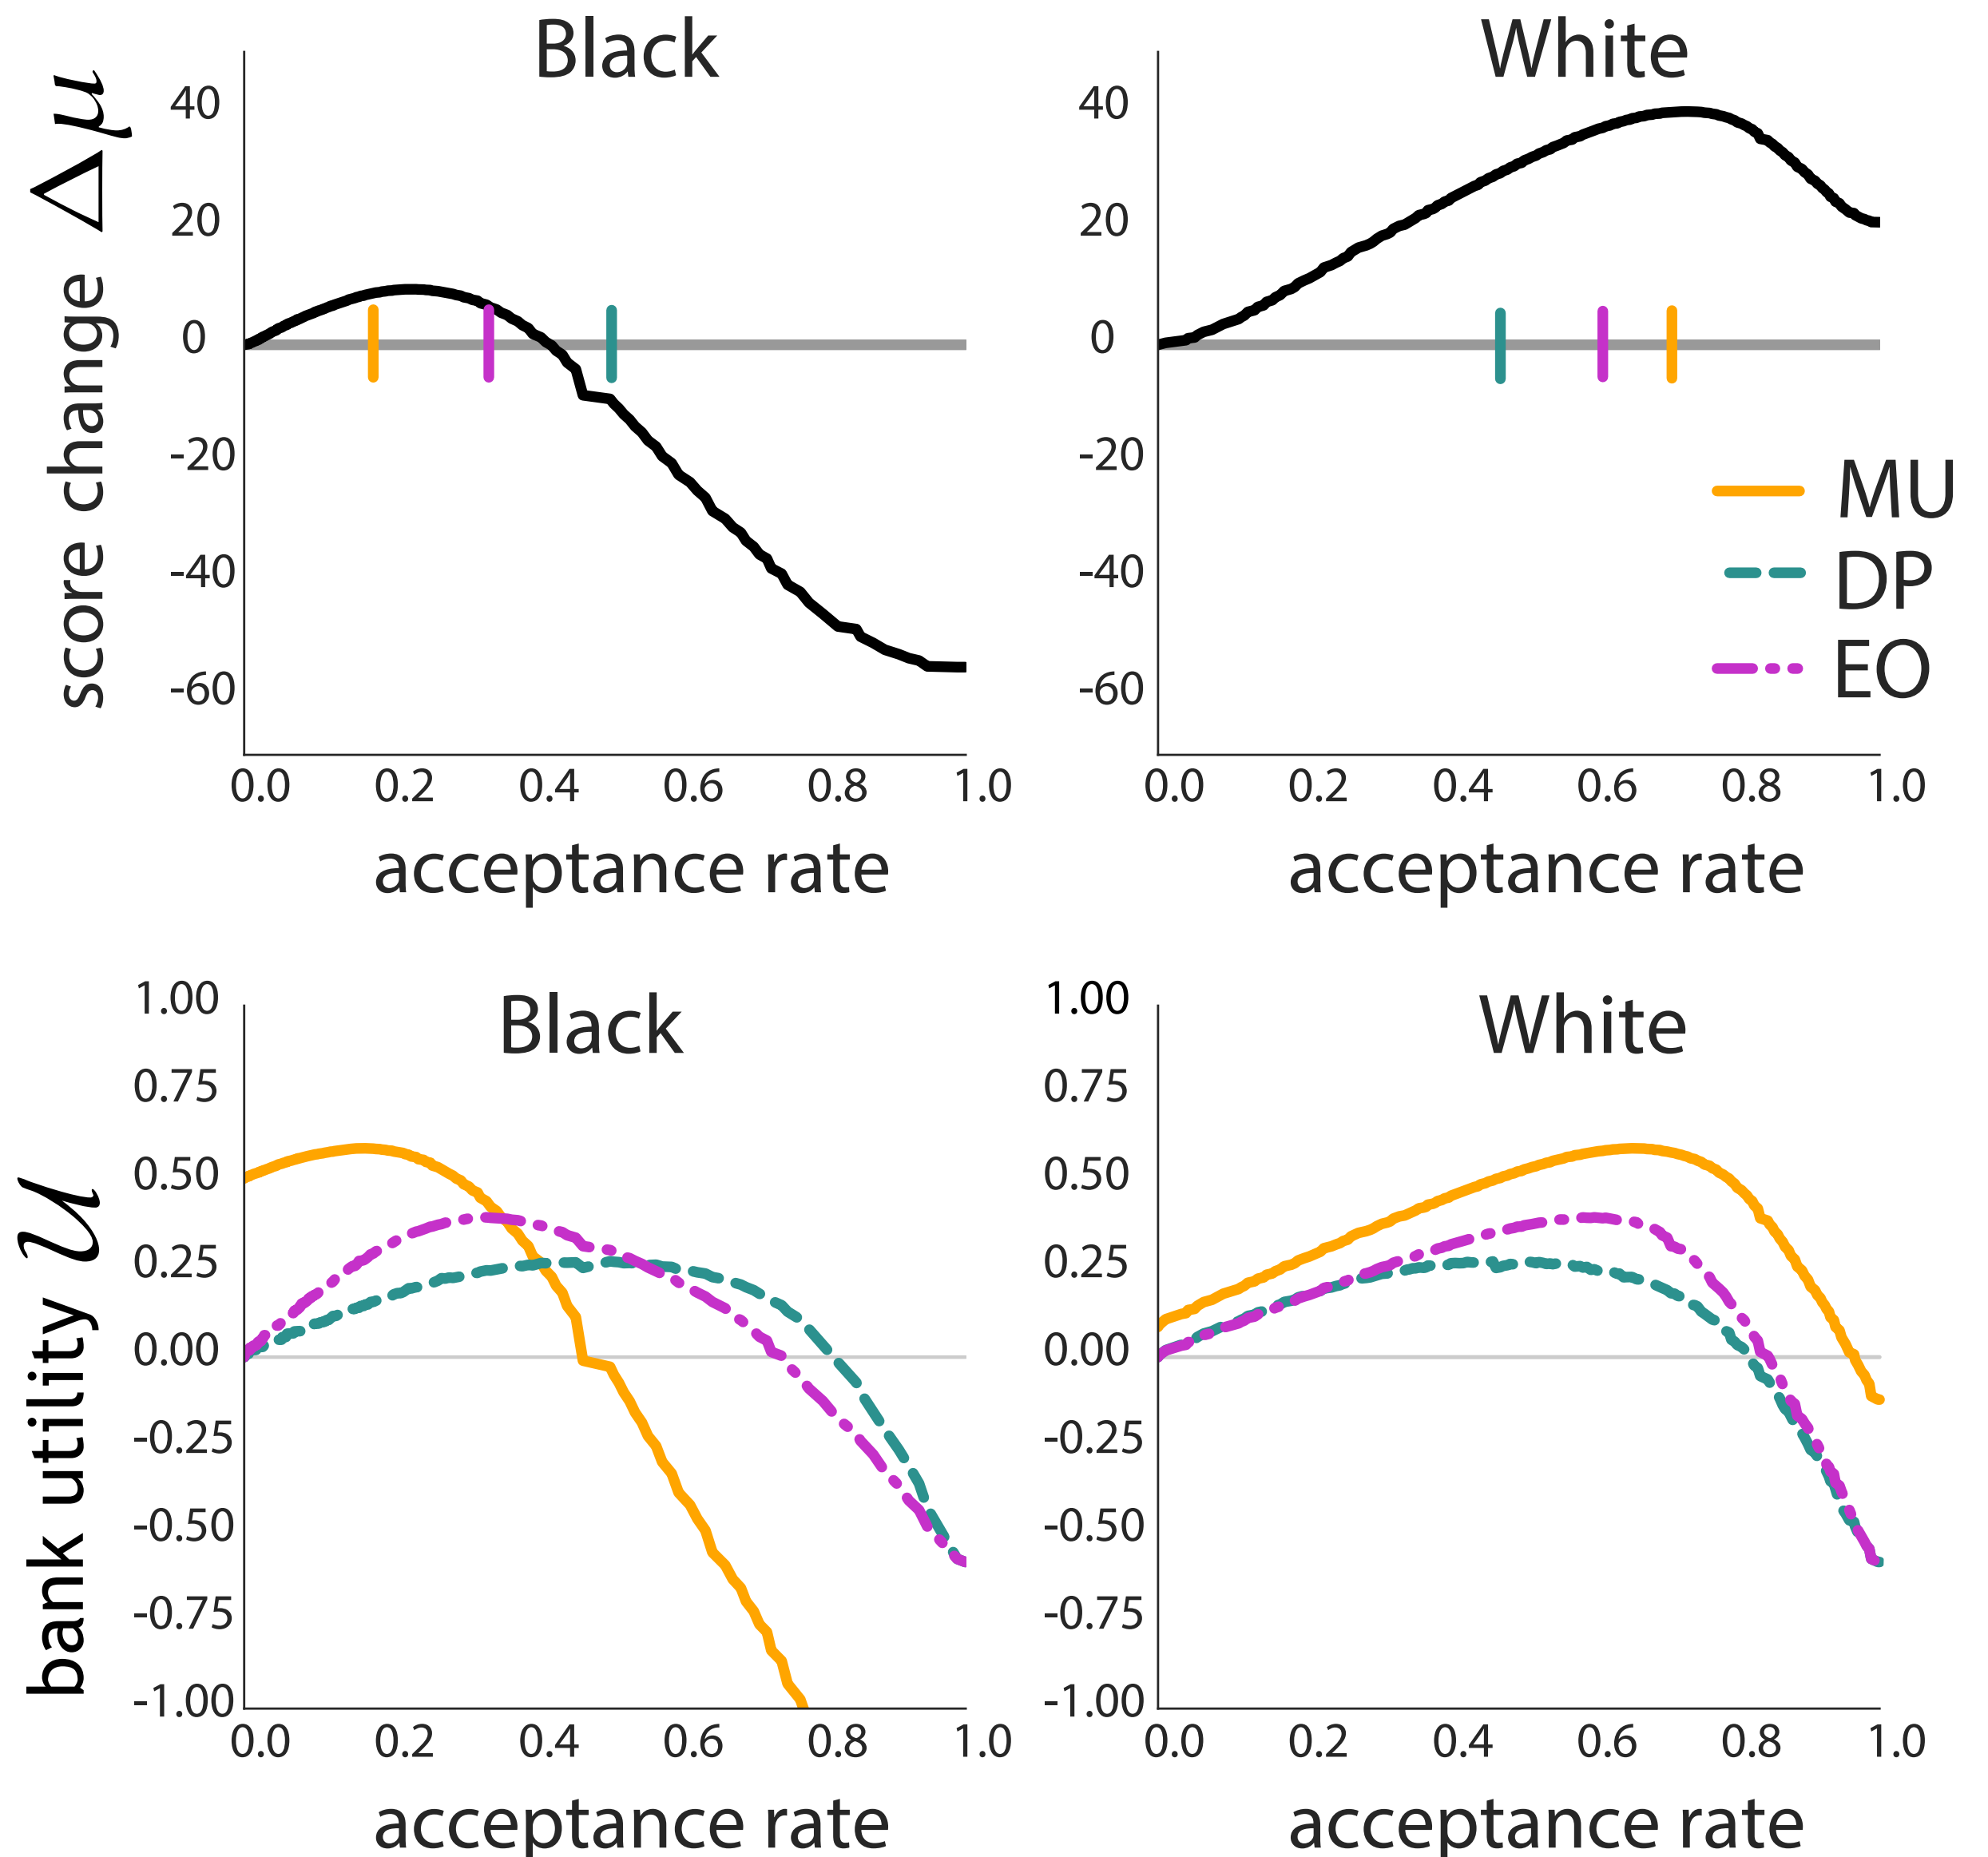 Black
White
score change Δμ
40
20
0
-20
-40
-60
0.0 0.2 0.4 0.6 0.8 1.0
acceptance rate
40
20
0
-20
-40
-60
MU
DP
EO
0.0 0.2 0.4 0.6 0.8 1.0
acceptance rate
Black
White
bank utility 𝒰
1.00
0.75
0.50
0.25
0.00
-0.25
-0.50
-0.75
-1.00
0.0 0.2 0.4 0.6 0.8 1.0
acceptance rate
1.00
0.75
0.50
0.25
0.00
-0.25
-0.50
-0.75
-1.00
0.0 0.2 0.4 0.6 0.8 1.0
acceptance rate